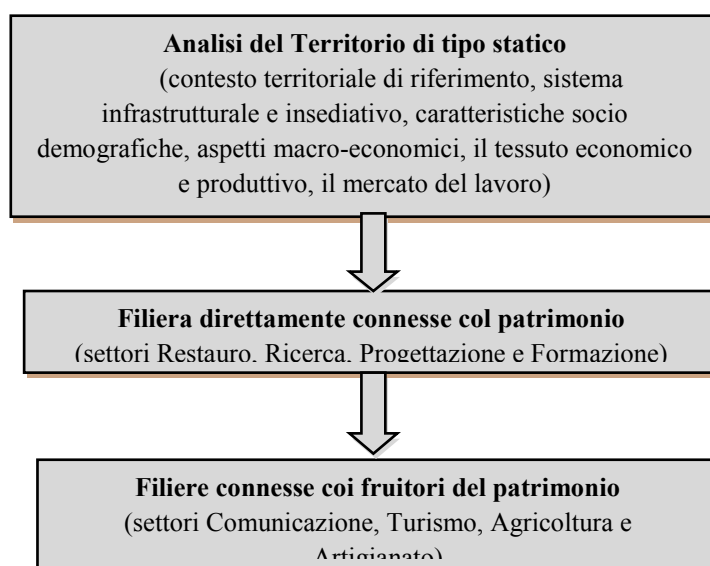 Analisi del Territorio di tipo statico
(contesto territoriale di riferimento, sistema
infrastrutturale e insediativo, caratteristiche socio
demografiche, aspetti macro-economici, il tessuto economico
e produttivo, il mercato del lavoro)
Filiera direttamente connesse col patrimonio
(settori Restauro, Ricerca, Progettazione e Formazione)
Filiere connesse coi fruitori del patrimonio
(settori Comunicazione, Turismo, Agricoltura e
Artigianato)